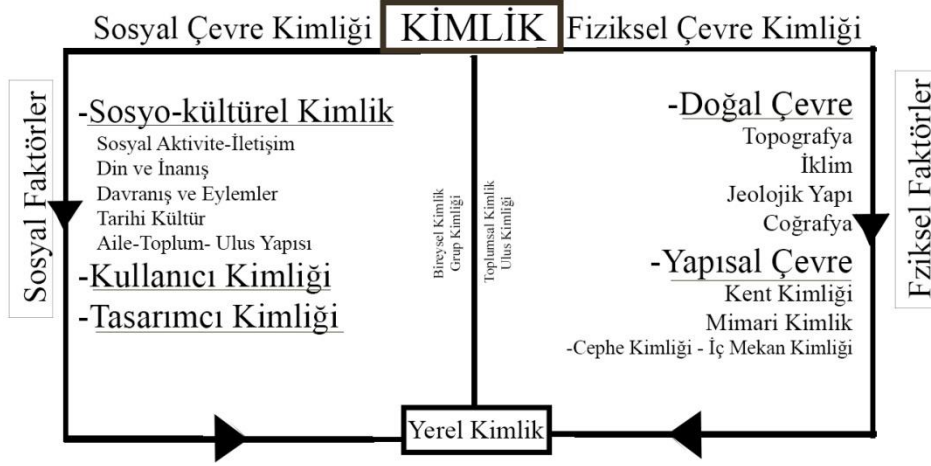 Sosyal Çevre Kimliği
KİMLİK
Fiziksel Çevre Kimliği
Sosyal Faktörler
-Sosyo-kültürel Kimlik
Sosyal Aktivite-İletişim
Din ve İnanış
Davranış ve Eylemler
Tarihi Kültür
Aile-Toplum- Ulus Yapısı
-Kullanıcı Kimliği
-Tasarımcı Kimliği
Bireysel Kimlik
Grup Kimliği
Toplumsal Kimlik
Ulus Kimliği
-Doğal Çevre
Topografya
İklim
Jeolojik Yapı
Coğrafya
-Yapısal Çevre
Kent Kimliği
Mimari Kimlik
-Cephe Kimliği - İç Mekan Kimliği
Fziksel Faktörler
Yerel Kimlik